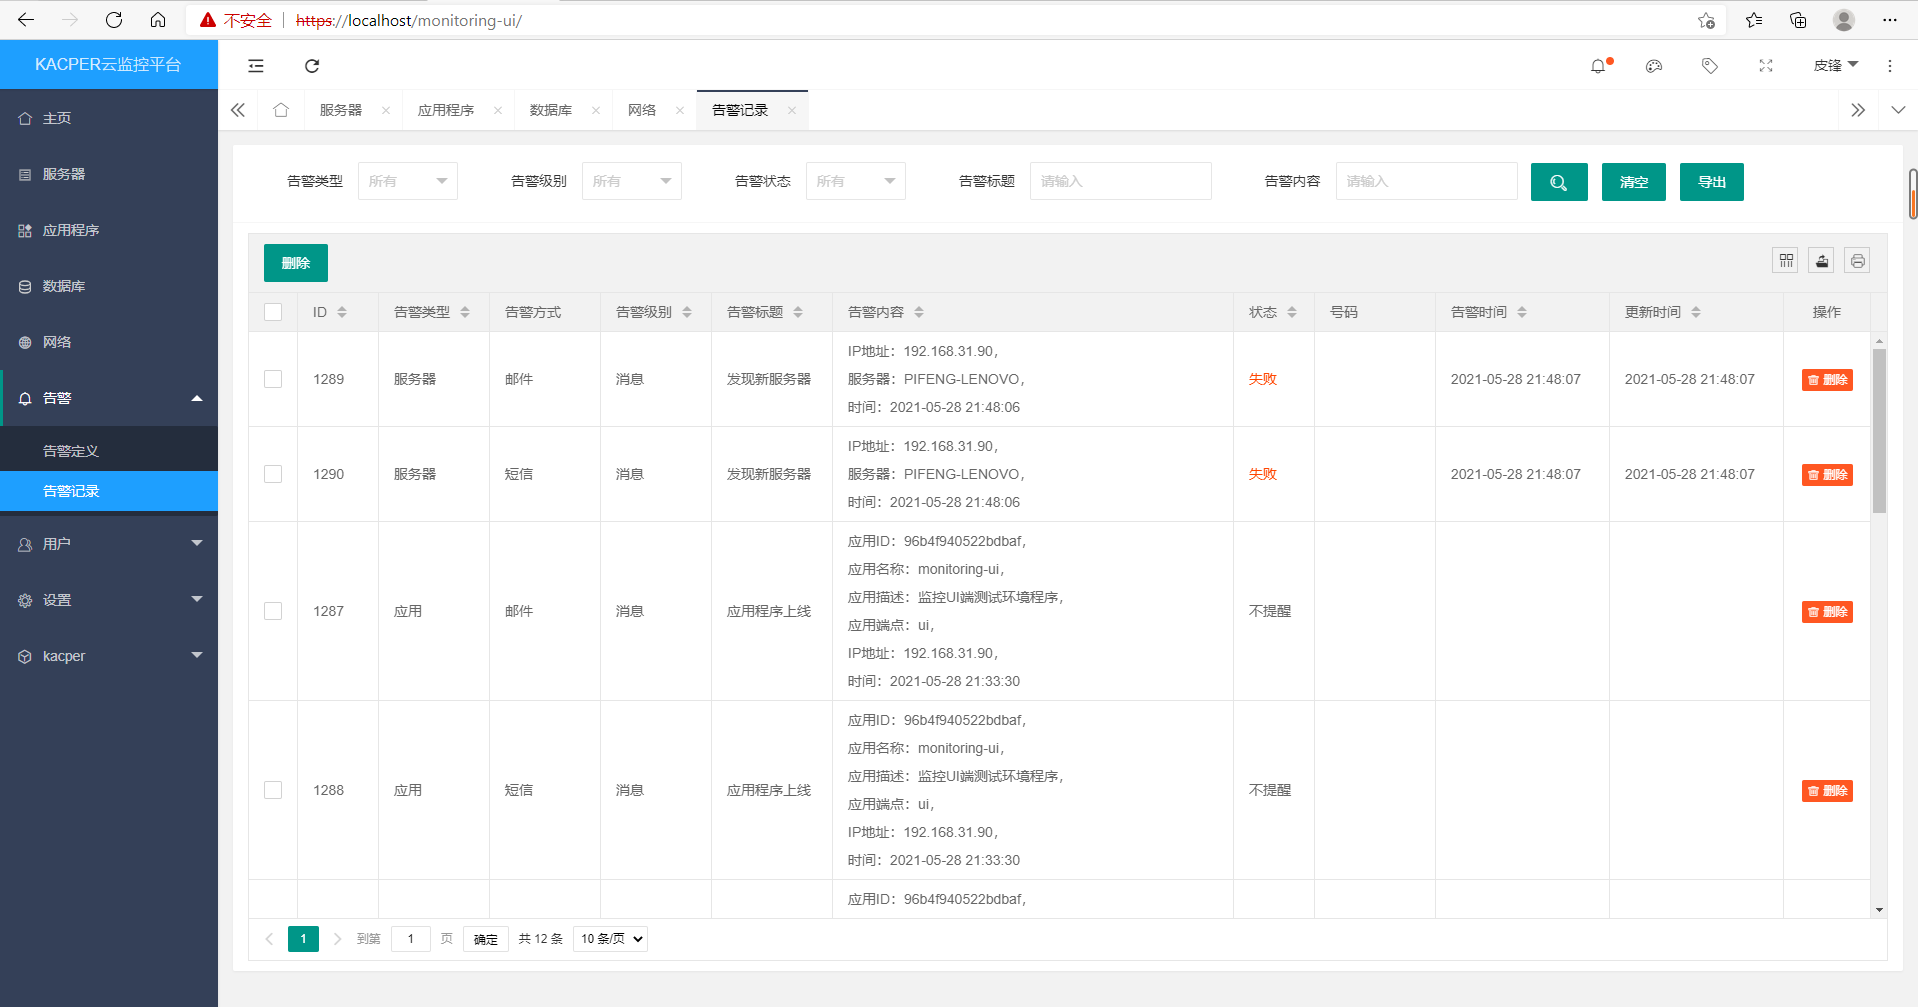 不安全 https://localhost/monitoring-ui/
KACPER云监控平台
皮锋
服务器 应用程序 数据库 网络 告警记录
主页
服务器
应用程序
数据库
网络
告警
告警定义
告警记录
用户
设置
kacper
告警类型 所有 告警级别 所有 告警状态 所有 告警标题 请输入 告警内容 请输入 清空 导出
删除
ID 告警类型 告警方式 告警级别 告警标题 告警内容 状态 号码 告警时间 更新时间 操作
IP地址：192.168.31.90，
1289 服务器 邮件 消息 发现新服务器 服务器：PIFENG-LENOVO， 失败 2021-05-28 21:48:07 2021-05-28 21:48:07 删除
时间：2021-05-28 21:48:06
IP地址：192.168.31.90，
1290 服务器 短信 消息 发现新服务器 服务器：PIFENG-LENOVO， 失败 2021-05-28 21:48:07 2021-05-28 21:48:07 删除
时间：2021-05-28 21:48:06
应用ID：96b4f940522bdbaf，
应用名称：monitoring-ui，
应用描述：监控UI端测试环境程序，
1287 应用 邮件 消息 应用程序上线 不提醒 删除
应用端点：ui，
IP地址：192.168.31.90，
时间：2021-05-28 21:33:30
应用ID：96b4f940522bdbaf，
应用名称：monitoring-ui，
应用描述：监控UI端测试环境程序，
1288 应用 短信 消息 应用程序上线 不提醒 删除
应用端点：ui，
IP地址：192.168.31.90，
时间：2021-05-28 21:33:30
应用ID：96b4f940522bdbaf，
1 到第 1 页 确定 共 12 条 10 条/页